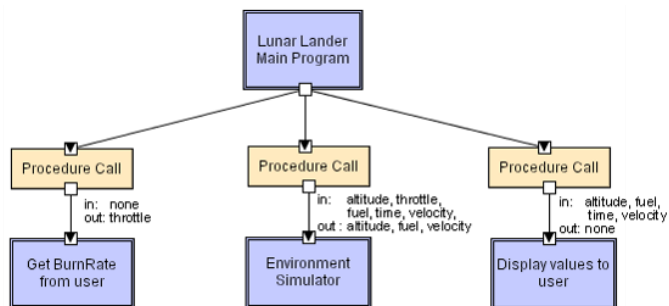 Lunar Lander
Main Program
Procedure Call
Procedure Call
Procedure Call
in: none
out: throttle
in: altitude, throttle,
fuel, time, velocity,
out : altitude, fuel, velocity
in: altitude, fuel,
time, velocity
out: none
Get BurnRate
from user
Environment
Simulator
Display values to
user